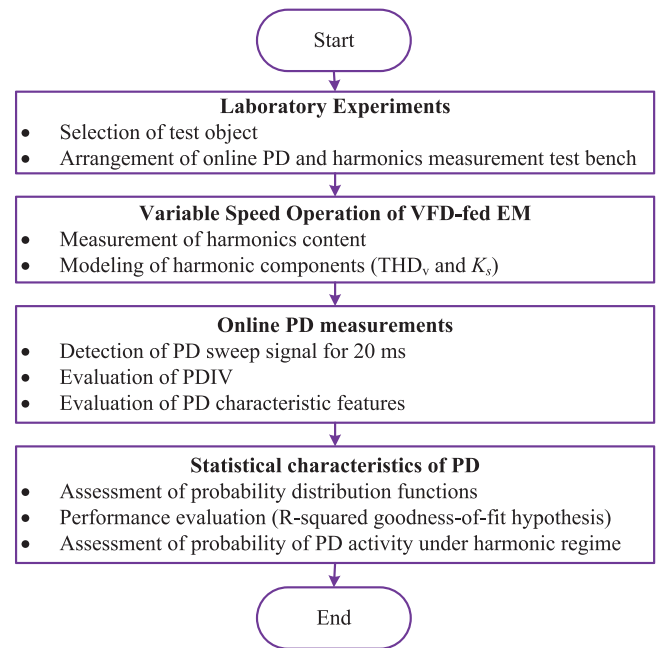 Start
Laboratory Experiments
• Selection of test object
• Arrangement of online PD and harmonics measurement test bench
Variable Speed Operation of VFD-fed EM
• Measurement of harmonics content
• Modeling of harmonic components (THDv and Ks)
Online PD measurements
• Detection of PD sweep signal for 20 ms
• Evaluation of PDIV
• Evaluation of PD characteristic features
Statistical characteristics of PD
• Assessment of probability distribution functions
• Performance evaluation (R-squared goodness-of-fit hypothesis)
• Assessment of probability of PD activity under harmonic regime
End